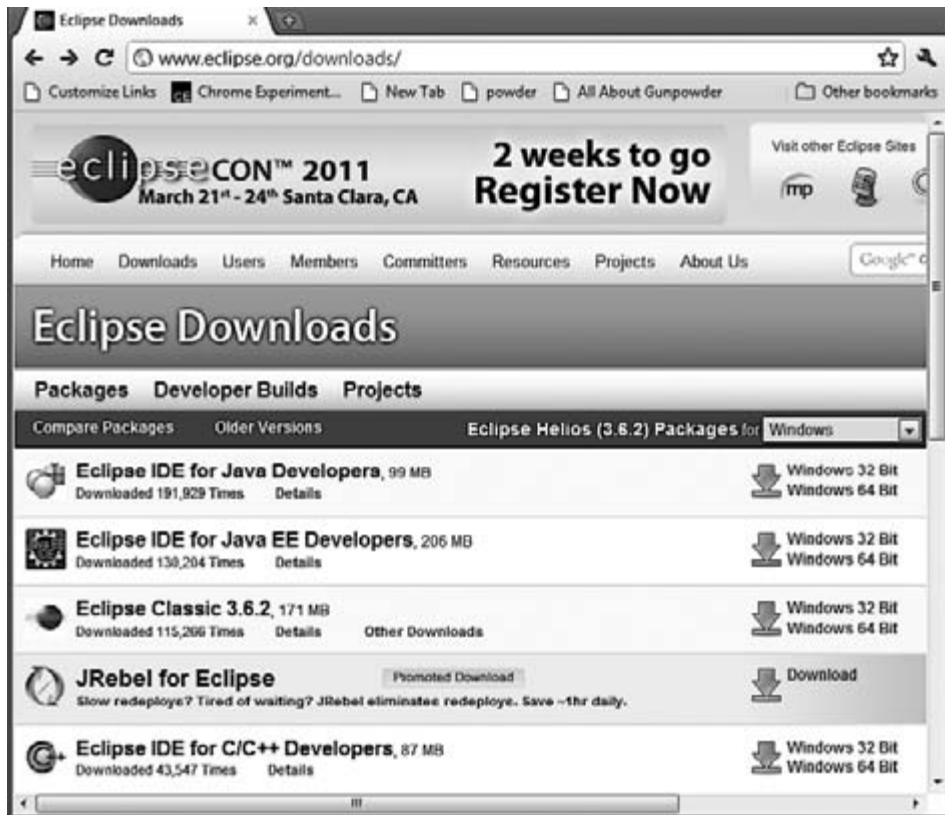 Eclipse Downloads
www.eclipse.org/downloads/
Customize Links Chrome Experiment... New Tab powder All About Gunpowder Other bookmarks
eclipseCON™ 2011
March 21st - 24th Santa Clara, CA
2 weeks to go
Register Now
Visit other Eclipse Sites
mp
Home Downloads Users Members Committers Resources Projects About Us Google™
Eclipse Downloads
Packages Developer Builds Projects
Compare Packages Older Versions Eclipse Helios (3.6.2) Packages for Windows
Eclipse IDE for Java Developers, 99 MB
Downloaded 191,929 Times Details
Windows 32 Bit
Windows 64 Bit
Eclipse IDE for Java EE Developers, 206 MB
Downloaded 130,204 Times Details
Windows 32 Bit
Windows 64 Bit
Eclipse Classic 3.6.2, 171 MB
Downloaded 115,266 Times Details Other Downloads
Windows 32 Bit
Windows 64 Bit
JRebel for Eclipse Promoted Download
Slow redeploys? Tired of waiting? JRebel eliminates redeploys. Save ~1hr daily.
Download
Eclipse IDE for C/C++ Developers, 87 MB
Downloaded 43,547 Times Details
Windows 32 Bit
Windows 64 Bit